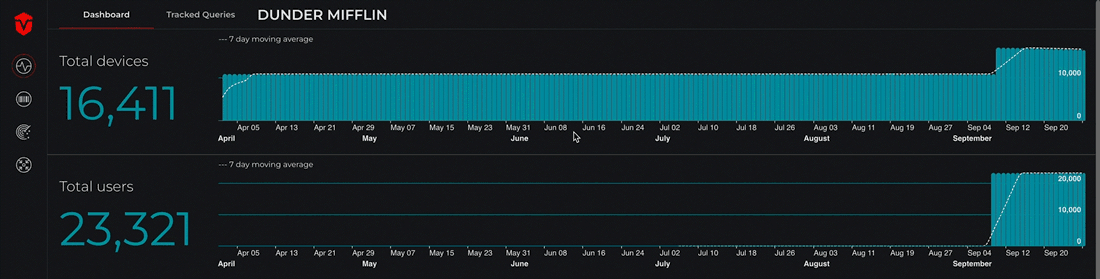 Dashboard Tracked Queries DUNDER MIFFLIN
--- 7 day moving average
Total devices
16,411
10,000
0
Apr 05 Apr 13 Apr 21 Apr 29 May 07 May 15 May 23 May 31 Jun 08 Jun 16 Jun 24 Jul 02 Jul 10 Jul 18 Jul 26 Aug 03 Aug 11 Aug 19 Aug 27 Sep 04 Sep 12 Sep 20
April May June July August September
--- 7 day moving average
Total users
23,321
20,000
10,000
0
Apr 05 Apr 13 Apr 21 Apr 29 May 07 May 15 May 23 May 31 Jun 08 Jun 16 Jun 24 Jul 02 Jul 10 Jul 18 Jul 26 Aug 03 Aug 11 Aug 19 Aug 27 Sep 04 Sep 12 Sep 20
April May June July August September